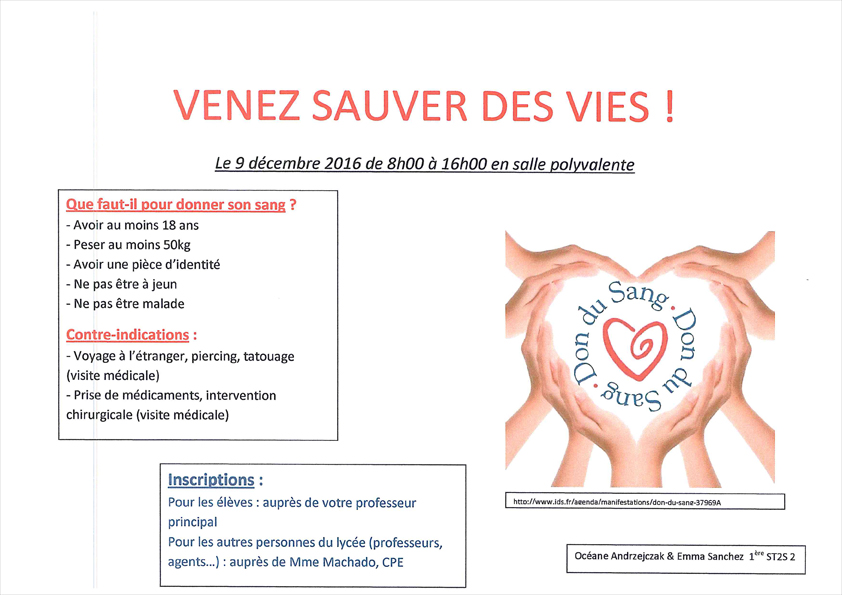 VENEZ SAUVER DES VIES !
Le 9 décembre 2016 de 8h00 à 16h00 en salle polyvalente
Que faut-il pour donner son sang ?
- Avoir au moins 18 ans
- Peser au moins 50kg
- Avoir une pièce d'identité
- Ne pas être à jeun
- Ne pas être malade
Contre-indications :
- Voyage à l'étranger, piercing, tatouage
(visite médicale)
- Prise de médicaments, intervention
chirurgicale (visite médicale)
Don du Sang · Don du Sang ·
http://www.ids.fr/agenda/manifestations/don-du-sang-37969A
Inscriptions :
Pour les élèves : auprès de votre professeur
principal
Pour les autres personnes du lycée (professeurs,
agents...) : auprès de Mme Machado, CPE
Océane Andrzejczak & Emma Sanchez 1ère ST2S 2